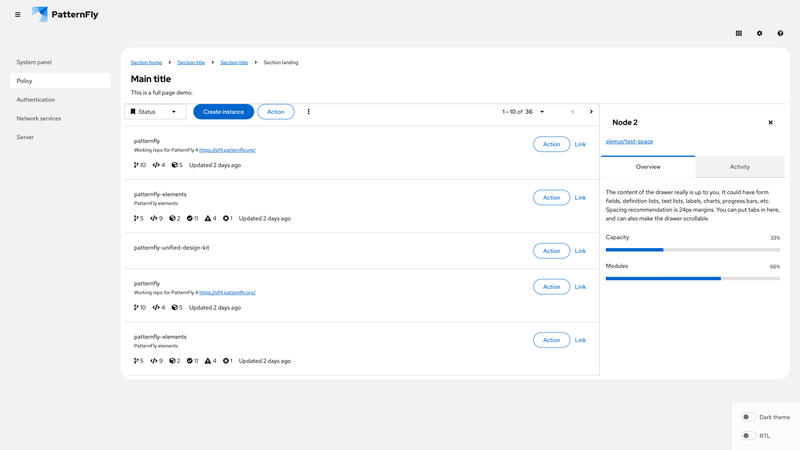 PatternFly
System panel
Policy
Authentication
Network services
Server
Section home
Section title
Section title
Section landing
Main title
This is a full page demo.
Status
Create instance
Action
1 - 10 of 36
patternfly
Working repo for PatternFly 4 https://pf4.patternfly.org/
10 4 5 Updated 2 days ago
Action
Link
patternfly-elements
PatternFly elements
5 9 2 11 4 1 Updated 2 days ago
Action
Link
patternfly-unified-design-kit
Action
Link
patternfly
Working repo for PatternFly 4 https://pf4.patternfly.org/
10 4 5 Updated 2 days ago
Action
Link
patternfly-elements
PatternFly elements
5 9 2 11 4 1 Updated 2 days ago
Action
Link
Node 2
siemur/test-space
Overview
Activity
The content of the drawer really is up to you. It could have form
fields, definition lists, text lists, labels, charts, progress bars, etc.
Spacing recommendation is 24px margins. You can put tabs in here,
and can also make the drawer scrollable.
Capacity
33%
Modules
66%
Dark theme
RTL